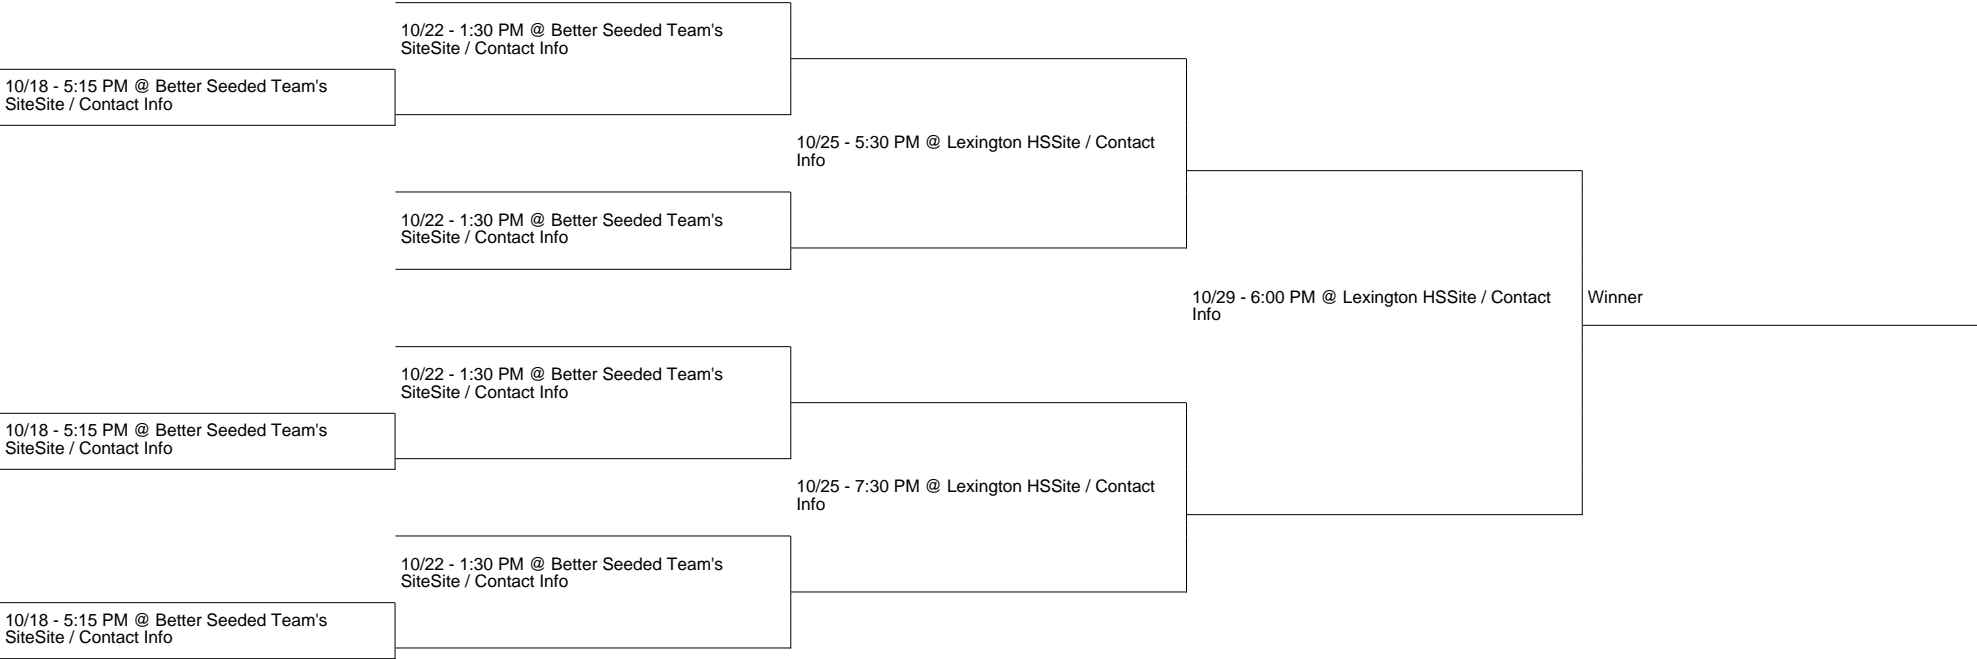 10/22 - 1:30 PM @ Better Seeded Team's
SiteSite / Contact Info
10/18 - 5:15 PM @ Better Seeded Team's
SiteSite / Contact Info
10/25 - 5:30 PM @ Lexington HSSite / Contact
Info
10/22 - 1:30 PM @ Better Seeded Team's
SiteSite / Contact Info
10/29 - 6:00 PM @ Lexington HSSite / Contact
Info
Winner
10/22 - 1:30 PM @ Better Seeded Team's
SiteSite / Contact Info
10/18 - 5:15 PM @ Better Seeded Team's
SiteSite / Contact Info
10/25 - 7:30 PM @ Lexington HSSite / Contact
Info
10/22 - 1:30 PM @ Better Seeded Team's
SiteSite / Contact Info
10/18 - 5:15 PM @ Better Seeded Team's
SiteSite / Contact Info